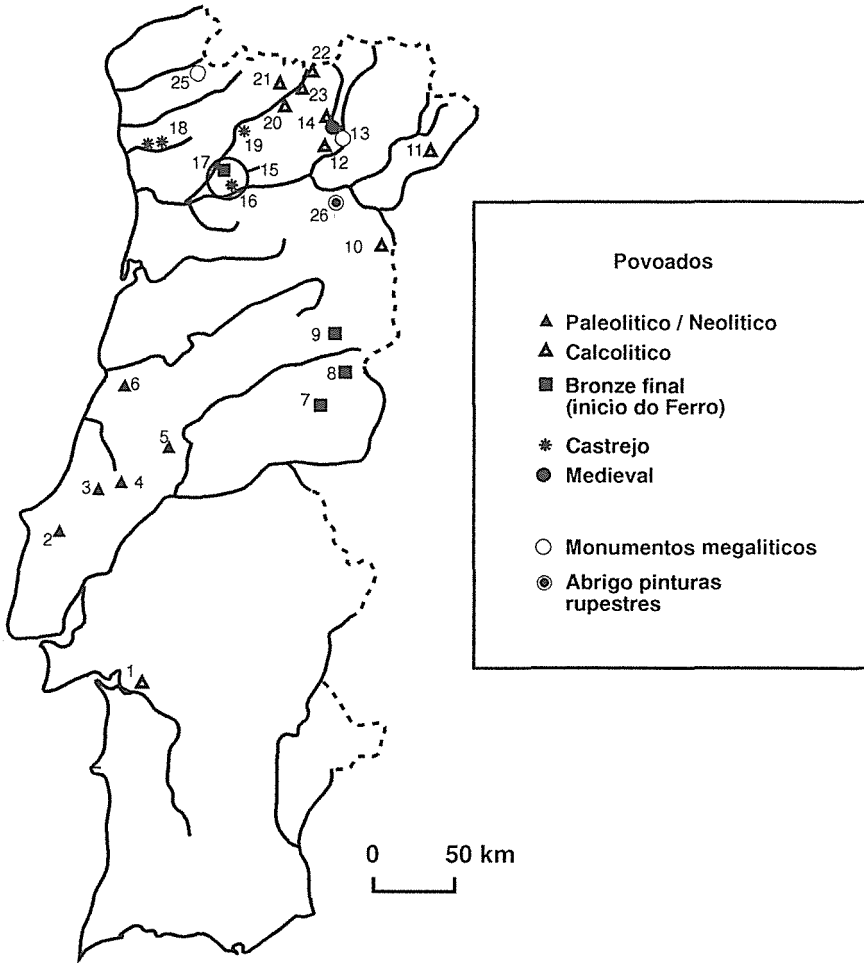 22
21
25
23
20
14
18
19
13
12
11
17
15
16
26
10
9
8
7
6
5
4
3
2
1
Povoados
Paleolitico / Neolitico
Calcolitico
Bronze final
(inicio do Ferro)
Castrejo
Medieval
Monumentos megaliticos
Abrigo pinturas
rupestres
0 50 km